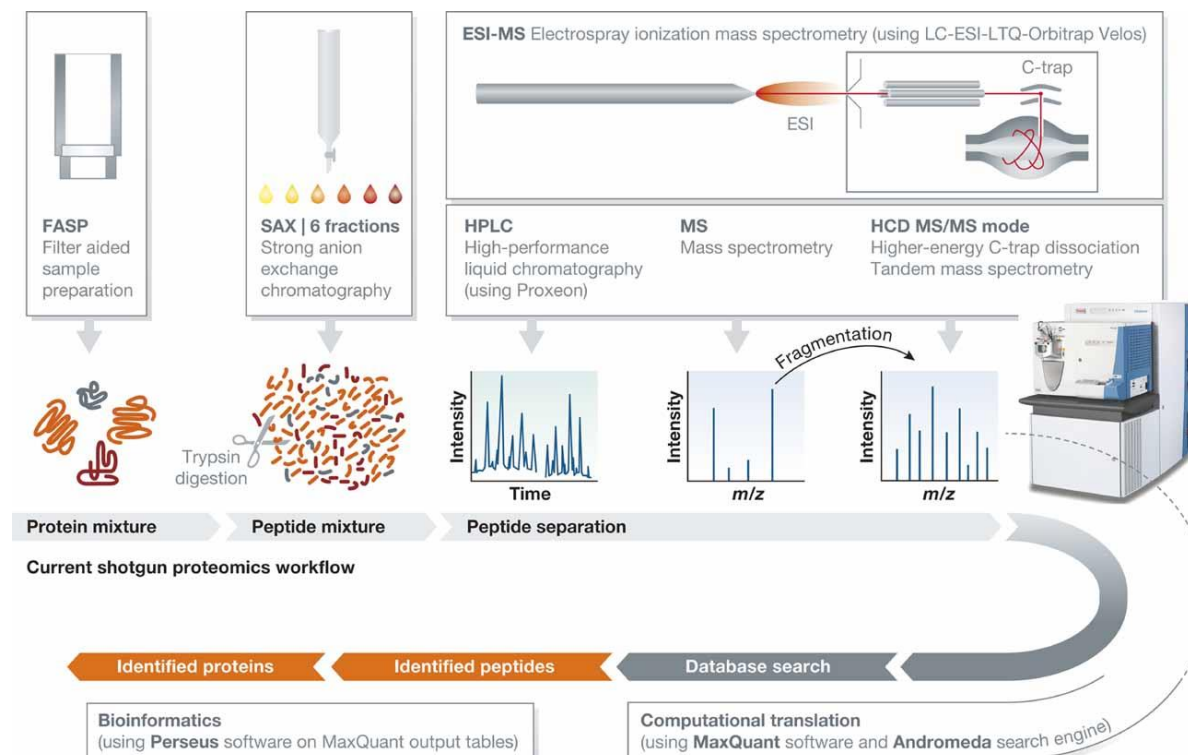 ESI-MS Electrospray ionization mass spectrometry (using LC-ESI-LTQ-Orbitrap Velos)
C-trap
ESI
FASP
Filter aided
sample
preparation
SAX | 6 fractions
Strong anion
exchange
chromatography
HPLC
High-performance
liquid chromatography
(using Proxeon)
MS
Mass spectrometry
HCD MS/MS mode
Higher-energy C-trap dissociation
Tandem mass spectrometry
Trypsin
digestion
Intensity
Time
Intensity
m/z
Fragmentation
Intensity
m/z
Protein mixture
Peptide mixture
Peptide separation
Current shotgun proteomics workflow
Identified proteins
Identified peptides
Database search
Bioinformatics
(using Perseus software on MaxQuant output tables)
Computational translation
(using MaxQuant software and Andromeda search engine)